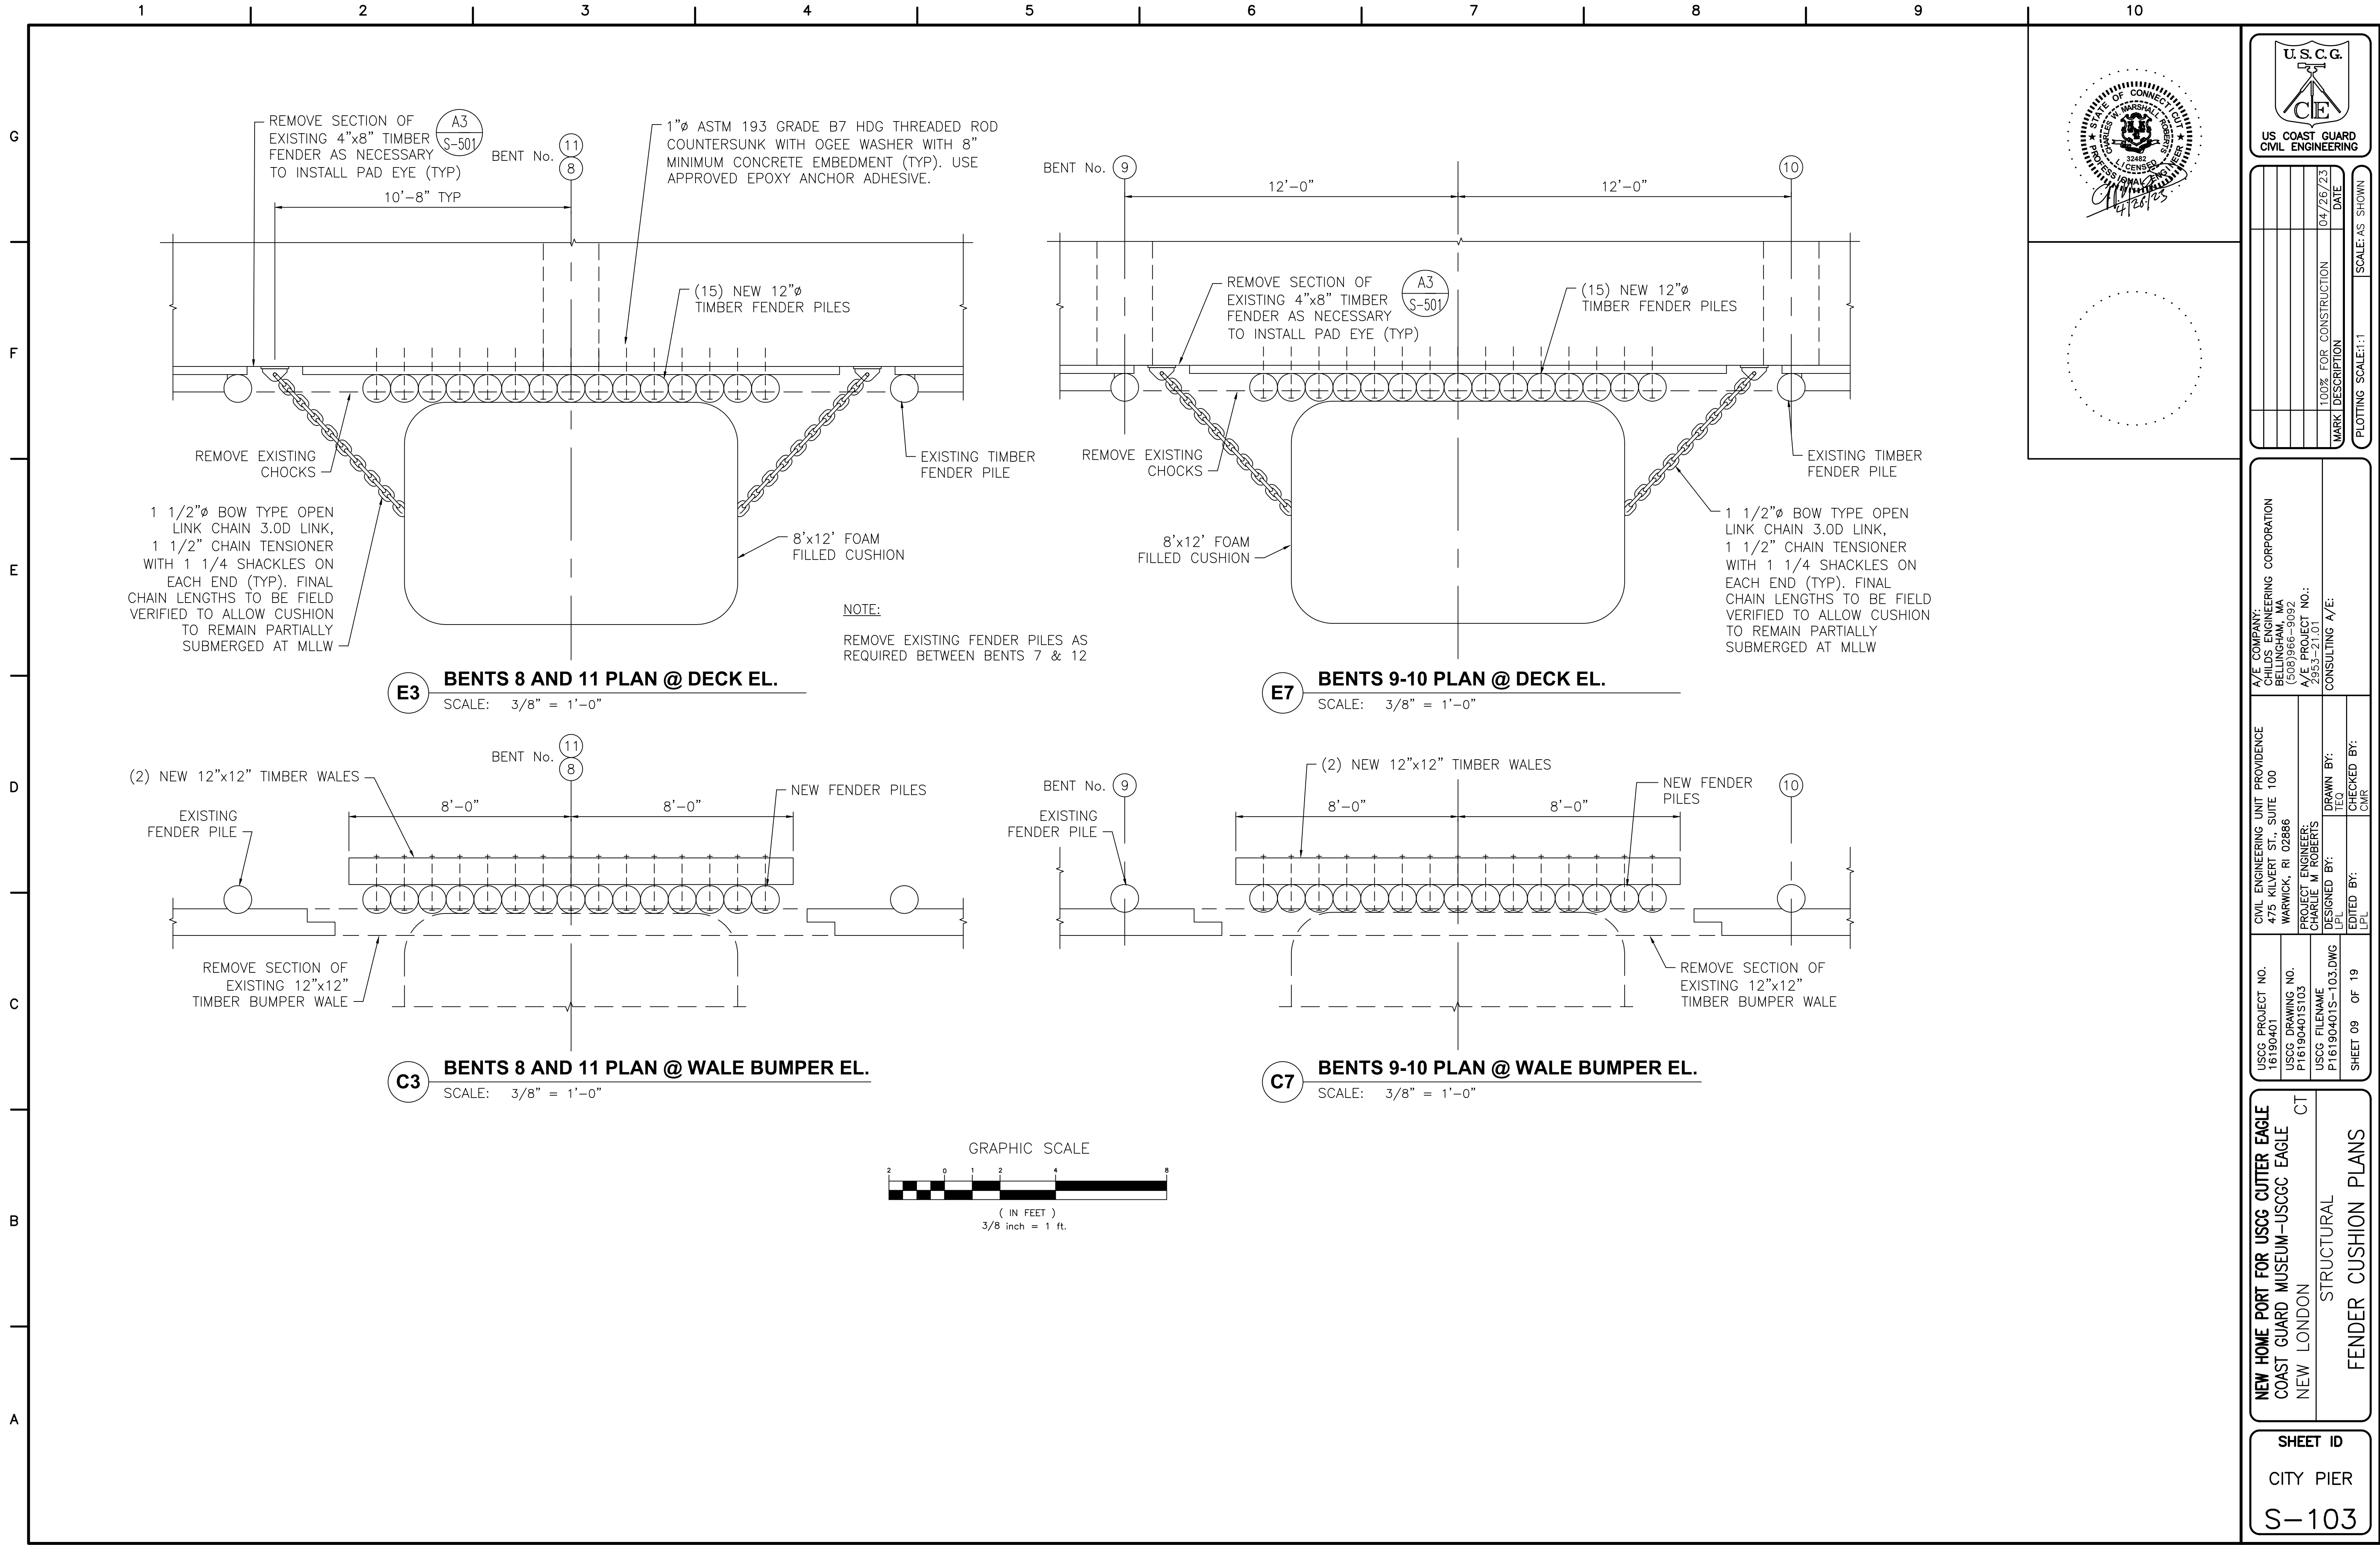 1 2 3 4 5 6 7 8 9 10
G
F
E
D
C
B
A
REMOVE SECTION OF
EXISTING 4"x8" TIMBER
FENDER AS NECESSARY
TO INSTALL PAD EYE (TYP)
A3
S-501
BENT No.
11
8
10'-8" TYP
1"ø ASTM 193 GRADE B7 HDG THREADED ROD
COUNTERSUNK WITH OGEE WASHER WITH 8"
MINIMUM CONCRETE EMBEDMENT (TYP). USE
APPROVED EPOXY ANCHOR ADHESIVE.
(15) NEW 12"ø
TIMBER FENDER PILES
REMOVE EXISTING
CHOCKS
EXISTING TIMBER
FENDER PILE
1 1/2"ø BOW TYPE OPEN
LINK CHAIN 3.0D LINK,
1 1/2" CHAIN TENSIONER
WITH 1 1/4 SHACKLES ON
EACH END (TYP). FINAL
CHAIN LENGTHS TO BE FIELD
VERIFIED TO ALLOW CUSHION
TO REMAIN PARTIALLY
SUBMERGED AT MLLW
8'x12' FOAM
FILLED CUSHION
NOTE:
REMOVE EXISTING FENDER PILES AS
REQUIRED BETWEEN BENTS 7 & 12
E3
BENTS 8 AND 11 PLAN @ DECK EL.
SCALE: 3/8" = 1'-0"
BENT No. 9
10
12'-0"
12'-0"
REMOVE SECTION OF
EXISTING 4"x8" TIMBER
FENDER AS NECESSARY
TO INSTALL PAD EYE (TYP)
A3
S-501
(15) NEW 12"ø
TIMBER FENDER PILES
REMOVE EXISTING
CHOCKS
EXISTING TIMBER
FENDER PILE
8'x12' FOAM
FILLED CUSHION
1 1/2"ø BOW TYPE OPEN
LINK CHAIN 3.0D LINK,
1 1/2" CHAIN TENSIONER
WITH 1 1/4 SHACKLES ON
EACH END (TYP). FINAL
CHAIN LENGTHS TO BE FIELD
VERIFIED TO ALLOW CUSHION
TO REMAIN PARTIALLY
SUBMERGED AT MLLW
E7
BENTS 9-10 PLAN @ DECK EL.
SCALE: 3/8" = 1'-0"
BENT No.
11
8
(2) NEW 12"x12" TIMBER WALES
EXISTING
FENDER PILE
8'-0"
8'-0"
NEW FENDER PILES
REMOVE SECTION OF
EXISTING 12"x12"
TIMBER BUMPER WALE
C3
BENTS 8 AND 11 PLAN @ WALE BUMPER EL.
SCALE: 3/8" = 1'-0"
BENT No. 9
10
EXISTING
FENDER PILE
(2) NEW 12"x12" TIMBER WALES
8'-0"
8'-0"
NEW FENDER
PILES
REMOVE SECTION OF
EXISTING 12"x12"
TIMBER BUMPER WALE
C7
BENTS 9-10 PLAN @ WALE BUMPER EL.
SCALE: 3/8" = 1'-0"
GRAPHIC SCALE
2 0 1 2 4 8
( IN FEET )
3/8 inch = 1 ft.
STATE OF CONNECTICUT
CHARLES W. MARSHALL ROBERTS
32482
LICENSED
PROFESSIONAL ENGINEER
U.S.C.G.
CE
US COAST GUARD
CIVIL ENGINEERING
100% FOR CONSTRUCTION 04/26/23
MARK DESCRIPTION DATE
PLOTTING SCALE:1:1 SCALE: AS SHOWN
A/E COMPANY:
CHILDS ENGINEERING CORPORATION
BELLINGHAM, MA
(508)966-9092
A/E PROJECT NO.:
2953-21.01
CONSULTING A/E:
CIVIL ENGINEERING UNIT PROVIDENCE
475 KILVERT ST., SUITE 100
WARWICK, RI 02886
PROJECT ENGINEER:
CHARLIE M ROBERTS
DESIGNED BY:
LPL
DRAWN BY:
TEQ
EDITED BY:
LPL
CHECKED BY:
CMR
USCG PROJECT NO.
16190401
USCG DRAWING NO.
P16190401S103
USCG FILENAME
P16190401S-103.DWG
SHEET 09 OF 19
NEW HOME PORT FOR USCG CUTTER EAGLE
COAST GUARD MUSEUM-USCGC EAGLE
NEW LONDON CT
STRUCTURAL
FENDER CUSHION PLANS
SHEET ID
CITY PIER
S-103